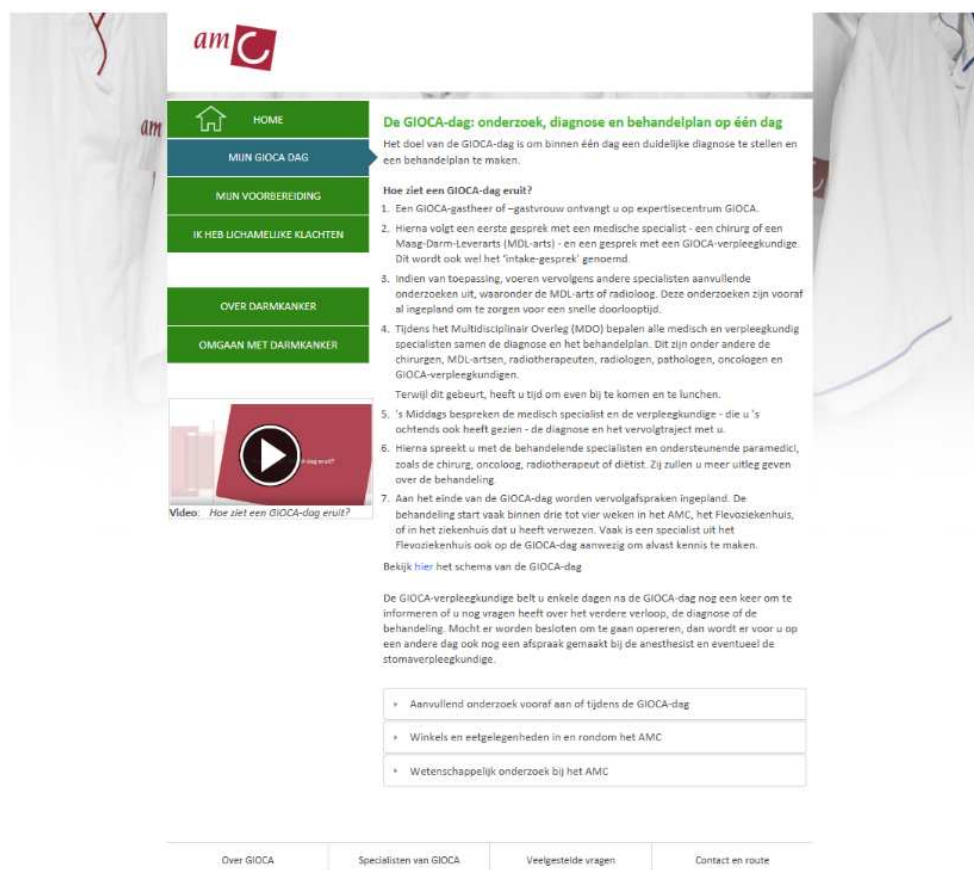 am
am
HOME
MIJN GIOCA DAG
MIJN VOORBEREIDING
IK HEB LICHAMELIJKE KLACHTEN
OVER DARMKANKER
OMGAAN MET DARMKANKER
Video: Hoe ziet een GIOCA-dag eruit?
De GIOCA-dag: onderzoek, diagnose en behandelplan op één dag
Het doel van de GIOCA-dag is om binnen één dag een duidelijke diagnose te stellen en
een behandelplan te maken.
Hoe ziet een GIOCA-dag eruit?
1. Een GIOCA-gastheer of –gastvrouw ontvangt u op expertisecentrum GIOCA.
2. Hierna volgt een eerste gesprek met een medische specialist - een chirurg of een
Maag-Darm-Leverarts (MDL-arts) - en een gesprek met een GIOCA-verpleegkundige.
Dit wordt ook wel het 'intake-gesprek' genoemd.
3. Indien van toepassing, voeren vervolgens andere specialisten aanvullende
onderzoeken uit, waaronder de MDL-arts of radioloog. Deze onderzoeken zijn vooraf
al ingepland om te zorgen voor een snelle doorlooptijd.
4. Tijdens het Multidisciplinair Overleg (MDO) bepalen alle medisch en verpleegkundig
specialisten samen de diagnose en het behandelplan. Dit zijn onder andere de
chirurgen, MDL-artsen, radiotherapeuten, radiologen, pathologen, oncologen en
GIOCA-verpleegkundigen.
Terwijl dit gebeurt, heeft u tijd om even bij te komen en te lunchen.
5. 's Middags bespreken de medisch specialist en de verpleegkundige - die u 's
ochtends ook heeft gezien - de diagnose en het vervolgtraject met u.
6. Hierna spreekt u met de behandelende specialisten en ondersteunende paramedici,
zoals de chirurg, oncoloog, radiotherapeut of diëtist. Zij zullen u meer uitleg geven
over de behandeling
7. Aan het einde van de GIOCA-dag worden vervolgafspraken ingepland. De
behandeling start vaak binnen drie tot vier weken in het AMC, het Flevoziekenhuis,
of in het ziekenhuis dat u heeft verwezen. Vaak is een specialist uit het
Flevoziekenhuis ook op de GIOCA-dag aanwezig om alvast kennis te maken.
Bekijk hier het schema van de GIOCA-dag
De GIOCA-verpleegkundige belt u enkele dagen na de GIOCA-dag nog een keer om te
informeren of u nog vragen heeft over het verdere verloop, de diagnose of de
behandeling. Mocht er worden besloten om te gaan opereren, dan wordt er voor u op
een andere dag ook nog een afspraak gemaakt bij de anesthesist en eventueel de
stomaverpleegkundige.
Aanvullend onderzoek vooraf aan of tijdens de GIOCA-dag
Winkels en eetgelegenheden in en rondom het AMC
Wetenschappelijk onderzoek bij het AMC
Over GIOCA
Specialisten van GIOCA
Veelgestelde vragen
Contact en route